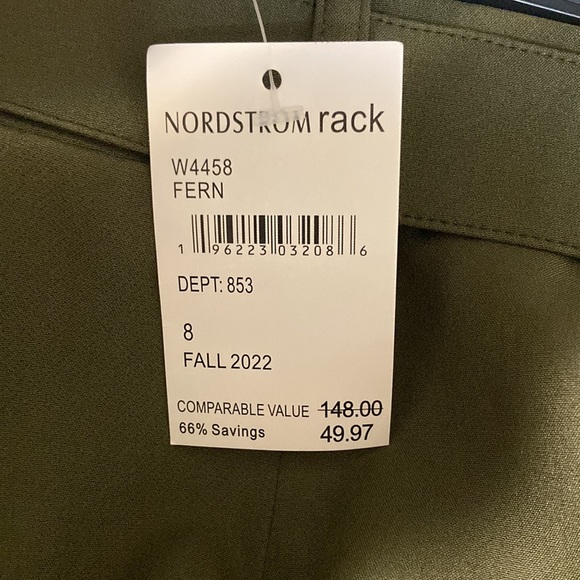 NORDSTROM rack
W4458
FERN
1 96223 03208 6
DEPT: 853
8
FALL 2022
COMPARABLE VALUE 148.00
66% Savings 49.97